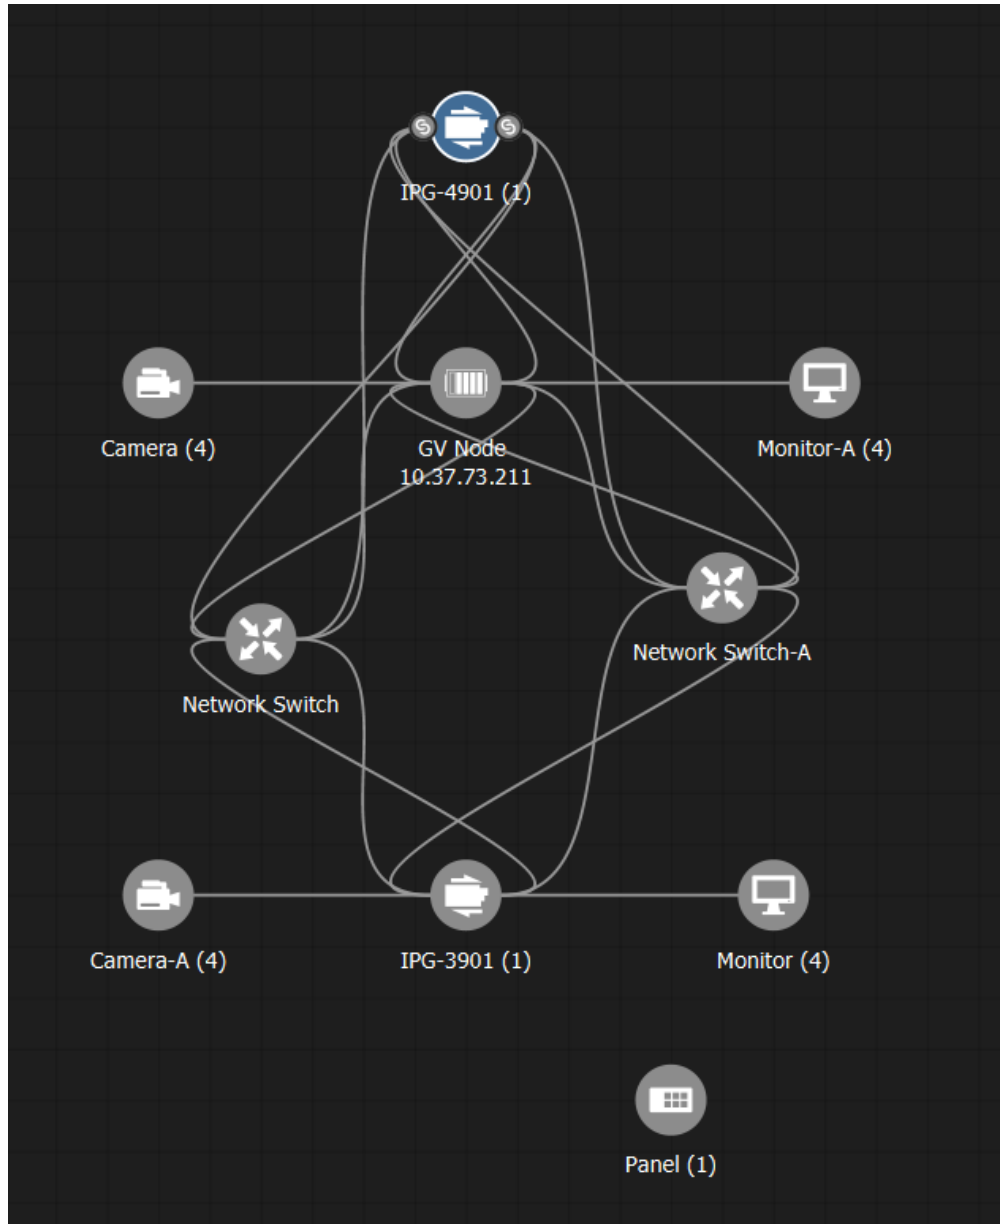 IPG-4901 (1)
Camera (4)
GV Node
10.37.73.211
Monitor-A (4)
Network Switch-A
Network Switch
Camera-A (4)
IPG-3901 (1)
Monitor (4)
Panel (1)